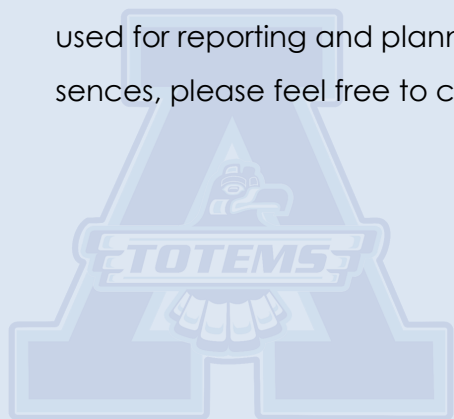 used for reporting and plann
sences, please feel free to c
TOTEMS